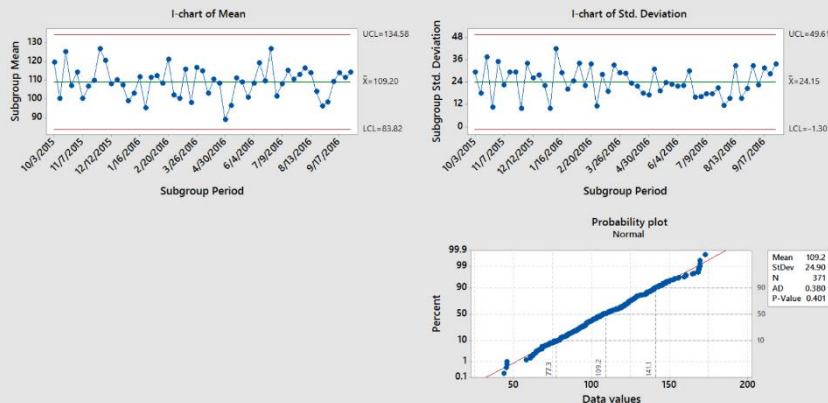 I-chart of Mean
Subgroup Mean
130
120
110
100
90
UCL=134.58
X̄=109.20
LCL=83.82
10/3/2015
11/7/2015
12/12/2015
1/16/2016
2/20/2016
3/26/2016
4/30/2016
6/4/2016
7/9/2016
8/13/2016
9/17/2016
Subgroup Period
I-chart of Std. Deviation
Subgroup Std. Deviation
48
36
24
12
0
UCL=49.61
X̄=24.15
LCL=-1.30
10/3/2015
11/7/2015
12/12/2015
1/16/2016
2/20/2016
3/26/2016
4/30/2016
6/4/2016
7/9/2016
8/13/2016
9/17/2016
Subgroup Period
Probability plot
Normal
Percent
99.9
99
90
50
10
1
0.1
90
50
10
77.3
109.2
141.1
50
100
150
200
Data values
Mean 109.2
StDev 24.90
N 371
AD 0.380
P-Value 0.401